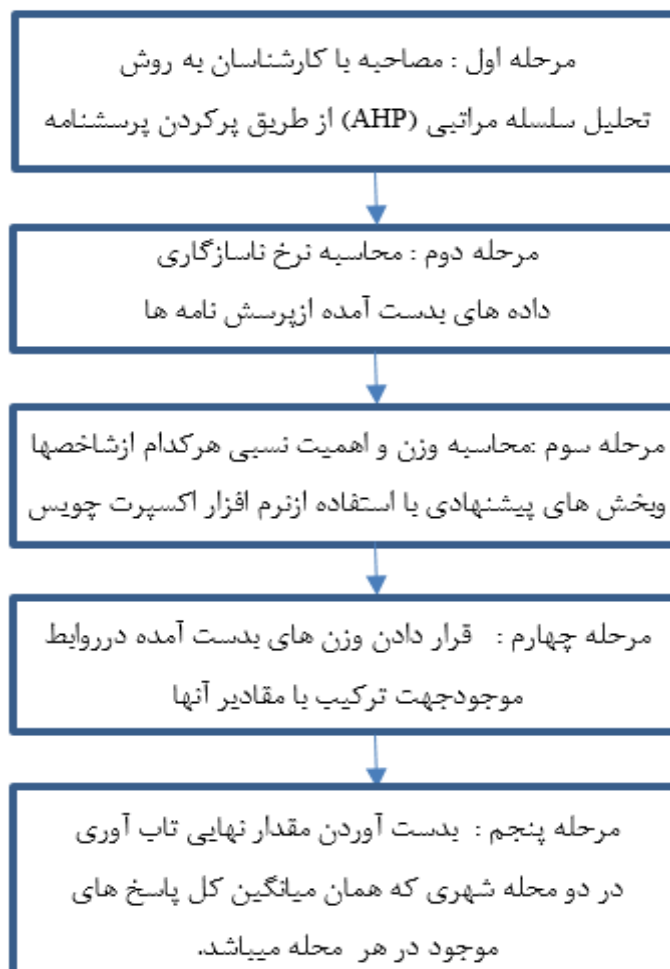 مرحله اول : مصاحبه با کارشناسان به روش
تحلیل سلسله مراتبی (AHP) از طریق پرکردن پرسشنامه
مرحله دوم : محاسبه نرخ ناسازگاری
داده های بدست آمده ازپرسش نامه ها
مرحله سوم :محاسبه وزن و اهمیت نسبی هرکدام ازشاخصها
وبخش های پیشنهادی با استفاده ازنرم افزار اکسپرت چویس
مرحله چهارم : قرار دادن وزن های بدست آمده درروابط
موجودجهت ترکیب با مقادیر آنها
مرحله پنجم : بدست آوردن مقدار نهایی تاب آوری
در دو محله شهری که همان میانگین کل پاسخ های
موجود در هر محله میباشد.